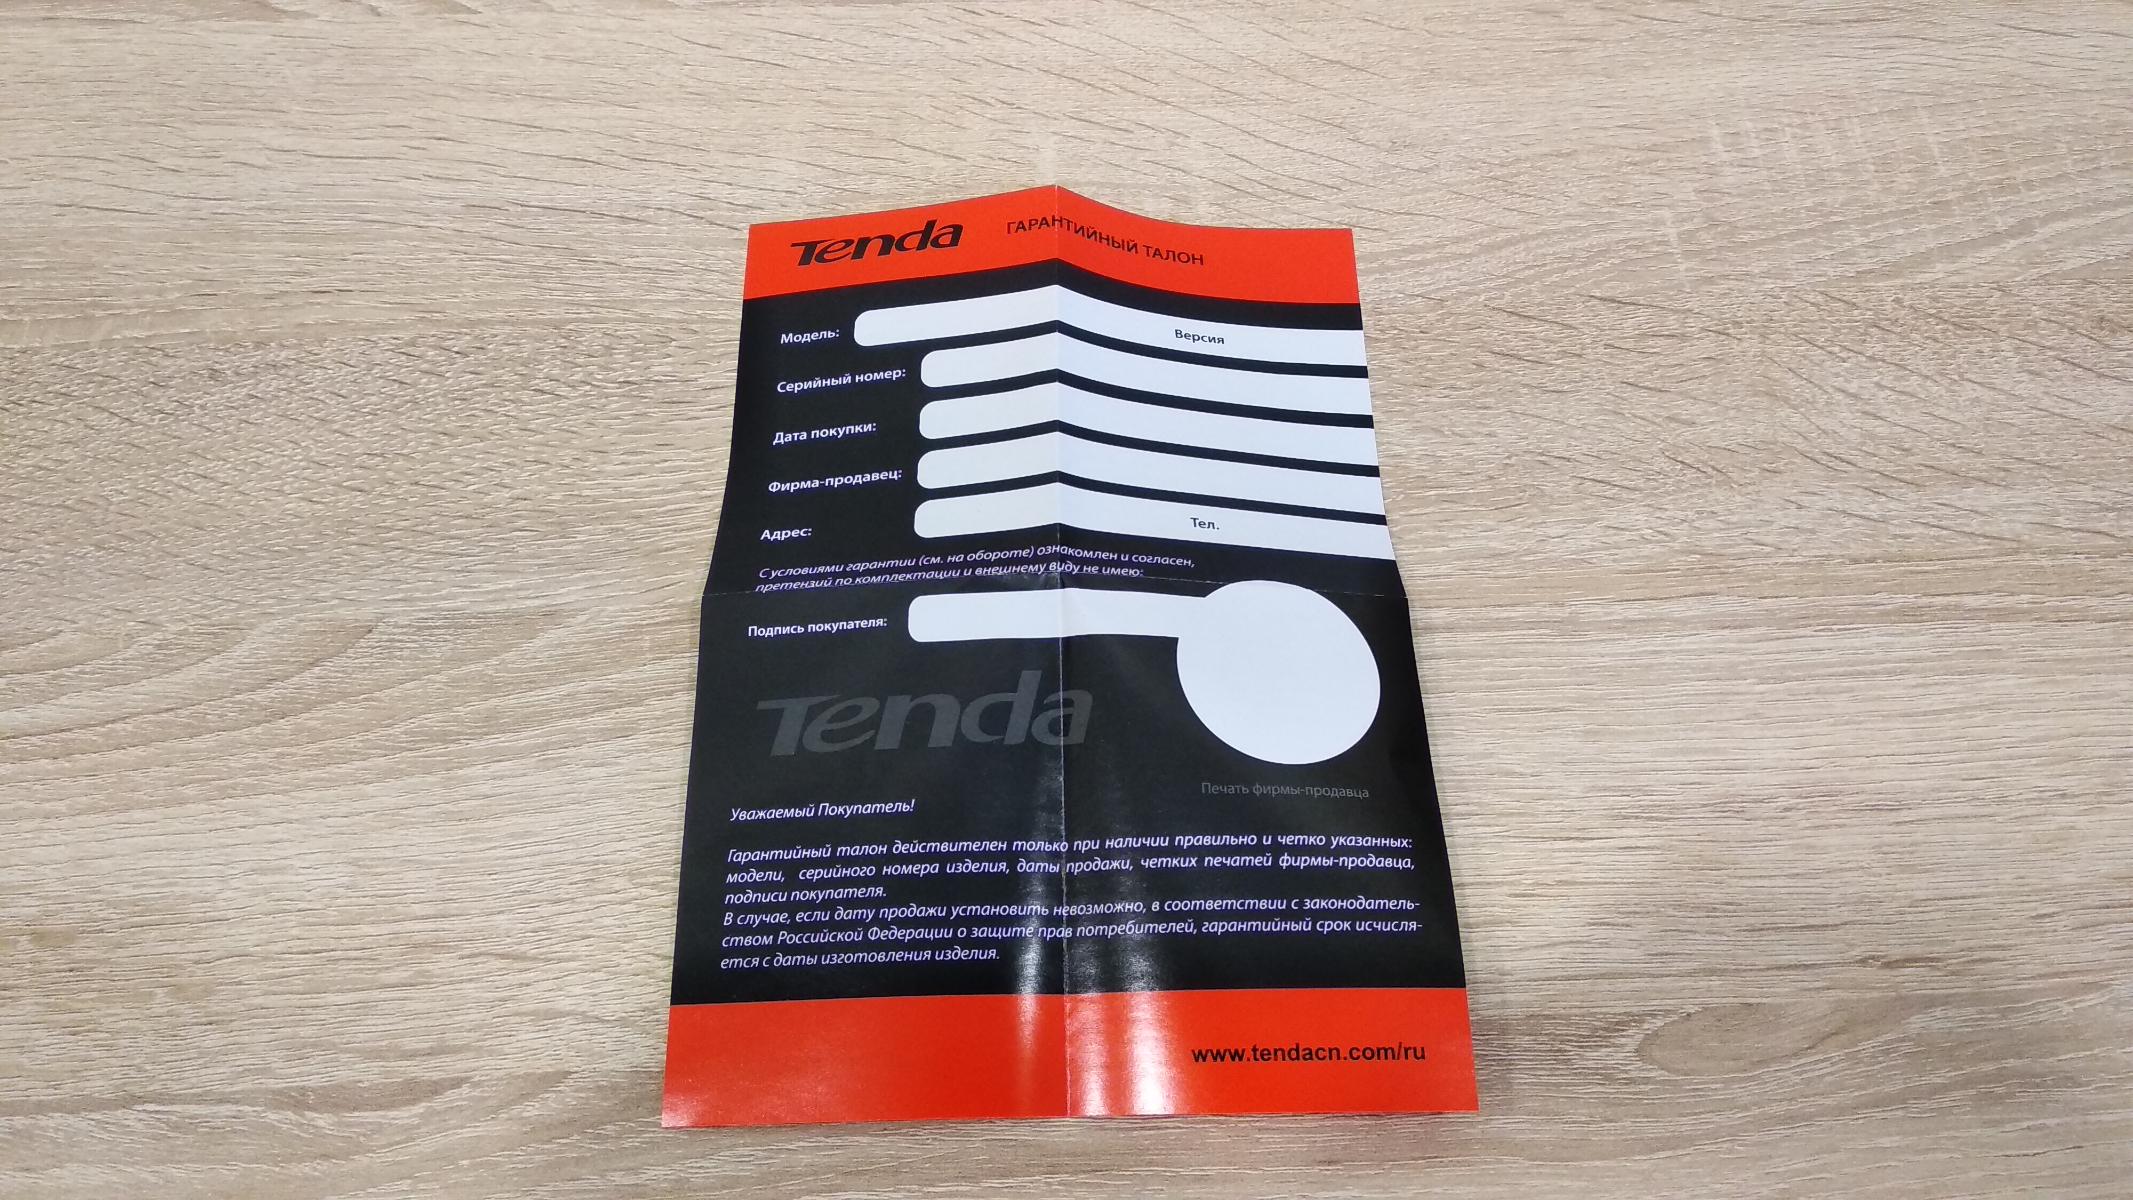 Tenda ГАРАНТИЙНЫЙ ТАЛОН
Модель: Версия
Серийный номер:
Дата покупки:
Фирма-продавец:
Адрес: Тел.
С условиями гарантии (см. на обороте) ознакомлен и согласен,
претензий по комплектации и внешнему виду не имею:
Подпись покупателя:
Tenda
Печать фирмы-продавца
Уважаемый Покупатель!
Гарантийный талон действителен только при наличии правильно и четко указанных:
модели, серийного номера изделия, даты продажи, четких печатей фирмы-продавца,
подписи покупателя.
В случае, если дату продажи установить невозможно, в соответствии с законодатель-
ством Российской Федерации о защите прав потребителей, гарантийный срок исчисля-
ется с даты изготовления изделия.
www.tendacn.com/ru